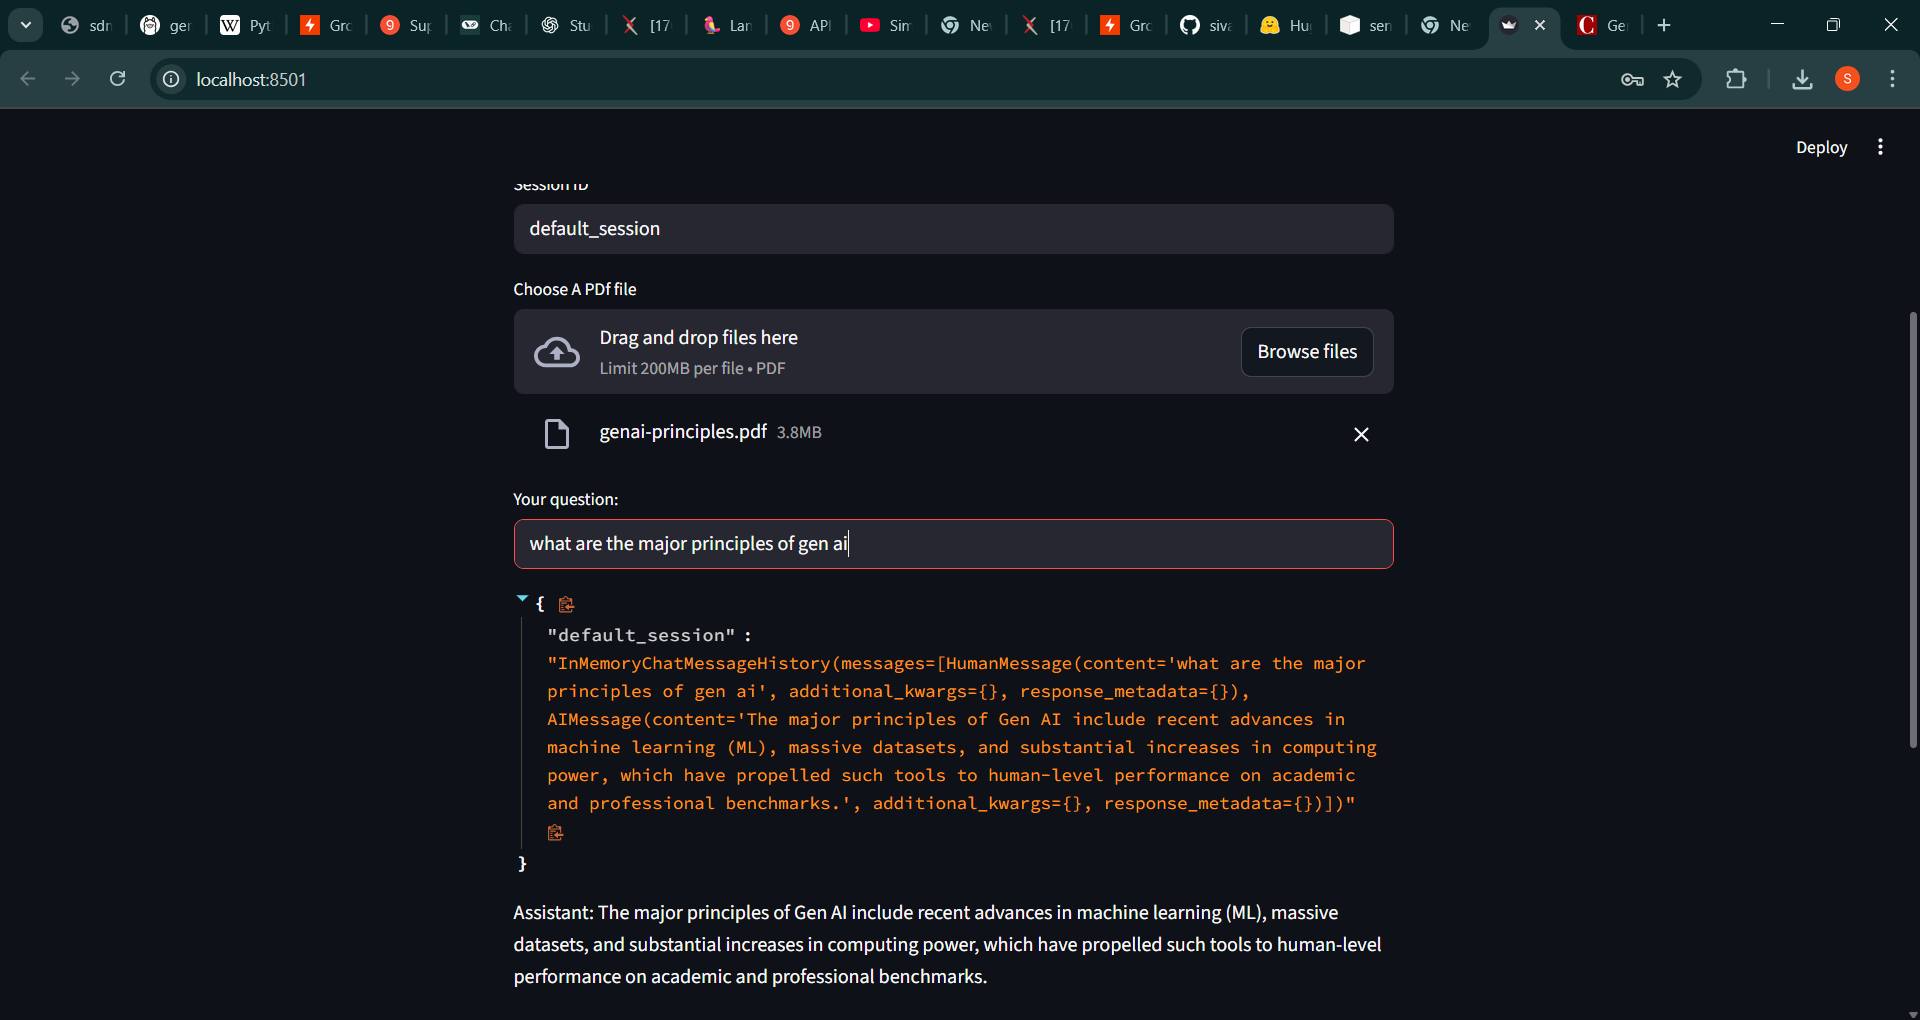 sdn
ger
Pyt
Grc
Sup
Cha
Stu
[17
Lan
API
Sim
Ne
[17
Grc
siva
Hu
sen
Ne
Ge
localhost:8501
S
Deploy
Session ID
default_session
Choose A PDf file
Drag and drop files here
Limit 200MB per file • PDF
Browse files
genai-principles.pdf 3.8MB
Your question:
what are the major principles of gen ai
{
"default_session" :
"InMemoryChatMessageHistory(messages=[HumanMessage(content='what are the major
principles of gen ai', additional_kwargs={}, response_metadata={}),
AIMessage(content='The major principles of Gen AI include recent advances in
machine learning (ML), massive datasets, and substantial increases in computing
power, which have propelled such tools to human-level performance on academic
and professional benchmarks.', additional_kwargs={}, response_metadata={})])"
}
Assistant: The major principles of Gen AI include recent advances in machine learning (ML), massive
datasets, and substantial increases in computing power, which have propelled such tools to human-level
performance on academic and professional benchmarks.